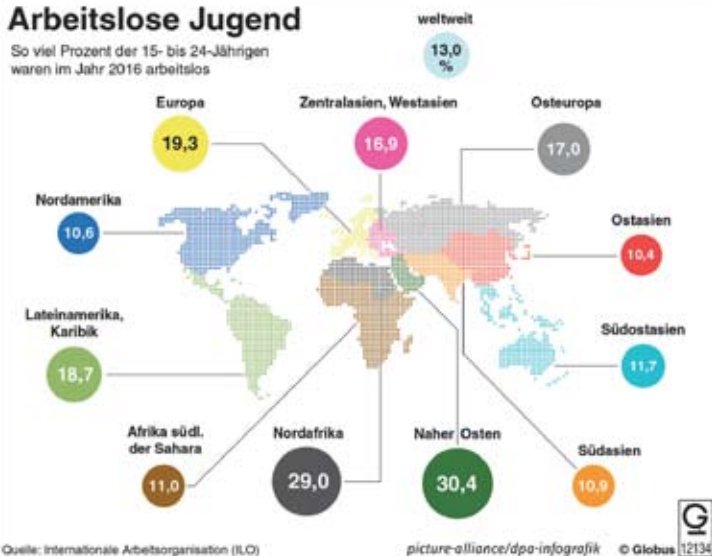 Arbeitslose Jugend
So viel Prozent der 15- bis 24-Jährigen
waren im Jahr 2016 arbeitslos
weltweit
13,0
%
Europa
19,3
Zentralasien, Westasien
16,9
Osteuropa
17,0
Nordamerika
10,6
Ostasien
10,4
Lateinamerika,
Karibik
18,7
Südostasien
11,7
Afrika südl.
der Sahara
11,0
Nordafrika
29,0
Naher Osten
30,4
Südasien
10,9
Quelle: Internationale Arbeitsorganisation (ILO)
picture-alliance/dpa-infografik
© Globus
G
12134